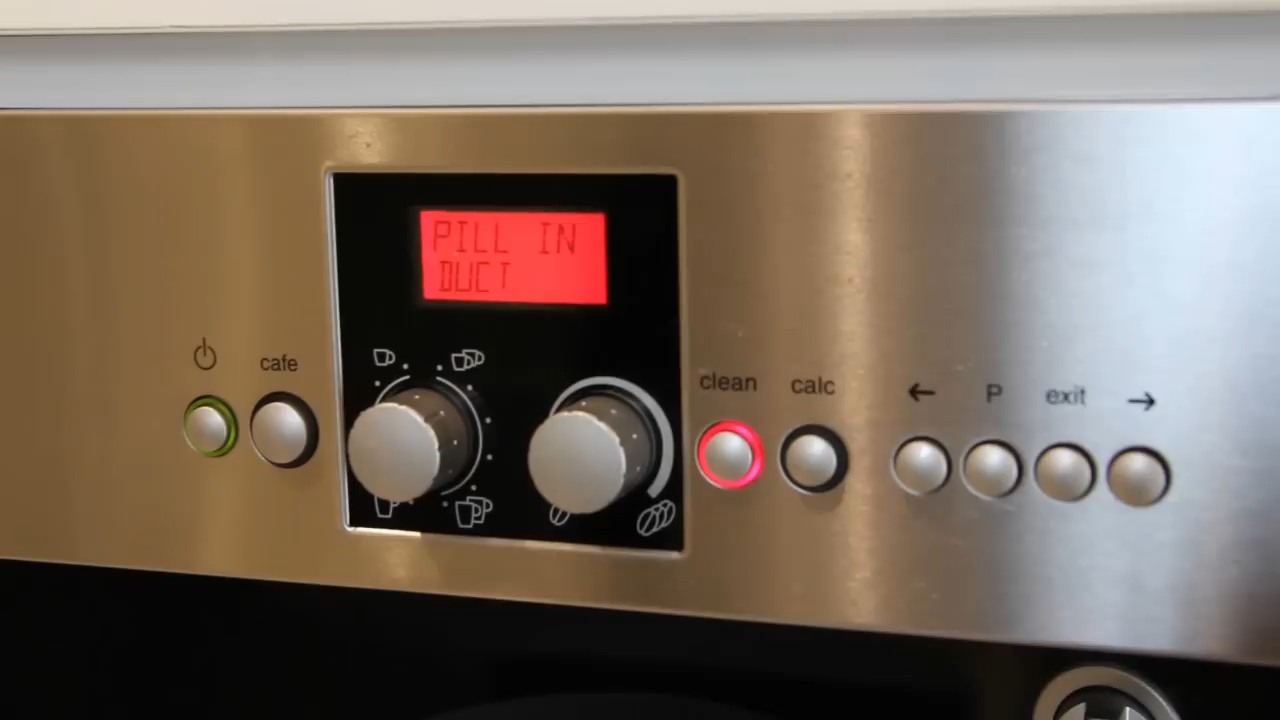 PILL IN
DUCT
cafe
clean
calc
←
P
exit
→